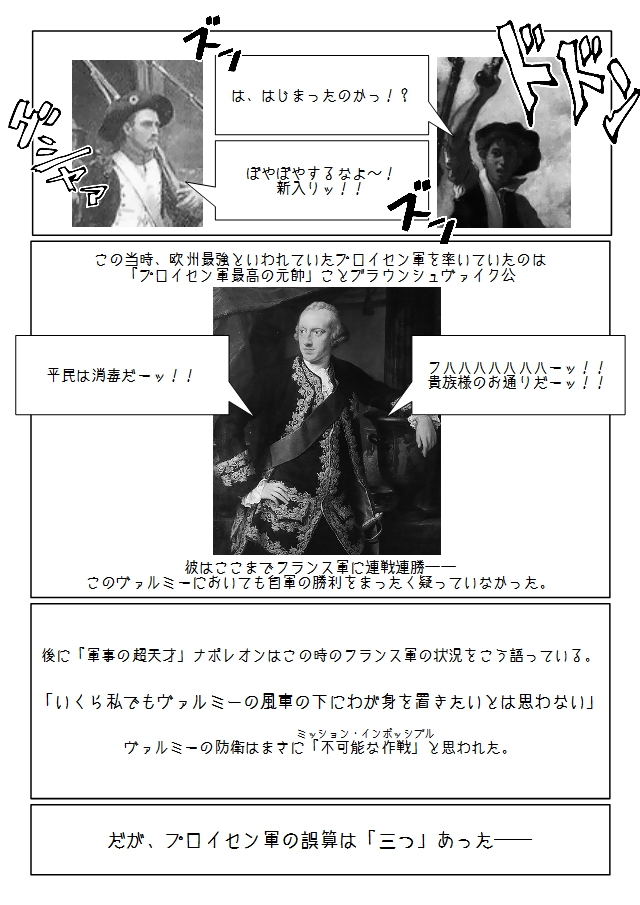 ズン
ドドン
は、はじまったのかっ！？
グシャァ
ぼやぼやするなよ～！
新入りッ！！
ズン
この当時、欧州最強といわれていたプロイセン軍を率いていたのは
「プロイセン軍最高の元帥」ことブラウンシュヴァイク公
平民は消毒だーッ！！
フハハハハハハハーッ！！
貴族様のお通りだーッ！！
彼はここまでフランス軍に連戦連勝――
このヴァルミーにおいても自軍の勝利をまったく疑っていなかった。
後に「軍事の超天才」ナポレオンはこの時のフランス軍の状況をこう語っている。
「いくら私でもヴァルミーの風車の下にわが身を置きたいとは思わない」
ミッション・インポッシブル
ヴァルミーの防衛はまさに「不可能な作戦」と思われた。
だが、プロイセン軍の誤算は「三つ」あった――